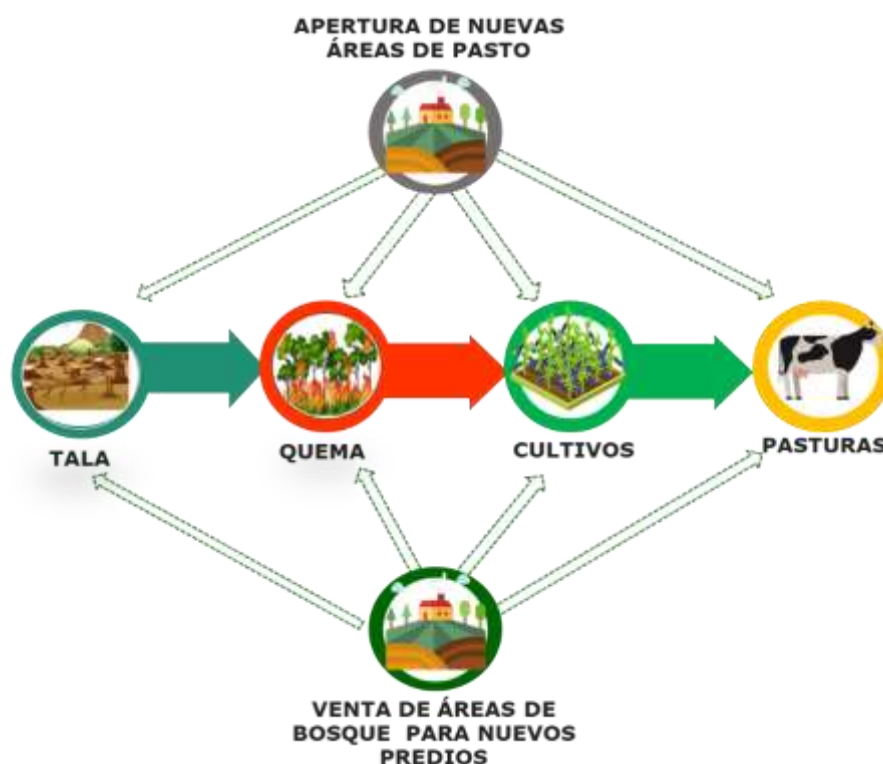 APERTURA DE NUEVAS
ÁREAS DE PASTO
TALA
QUEMA
CULTIVOS
PASTURAS
VENTA DE ÁREAS DE
BOSQUE PARA NUEVOS
PREDIOS